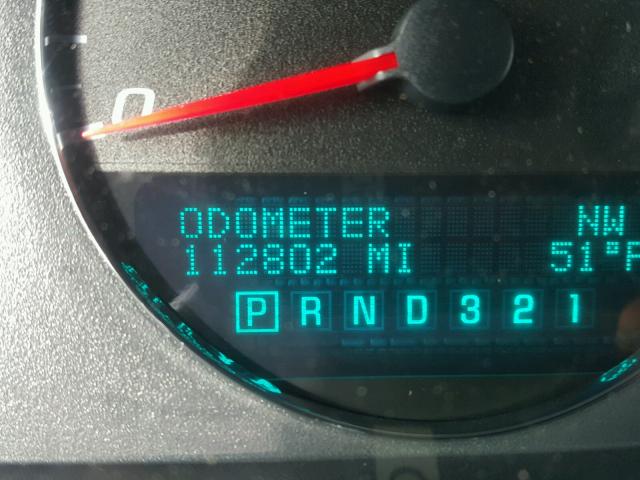 0
ODOMETER NW
112802 MI 51°F
P R N D 3 2 1